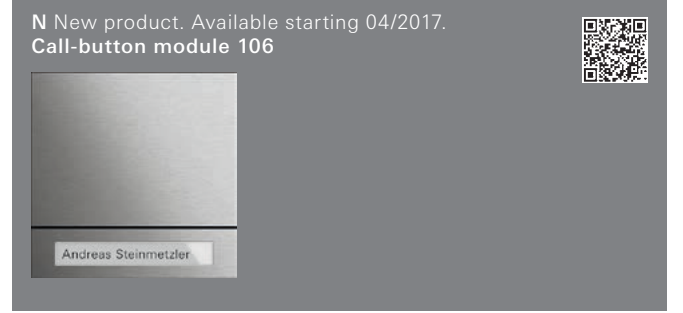 N New product. Available starting 04/2017.
Call-button module 106
Andreas Steinmetzler